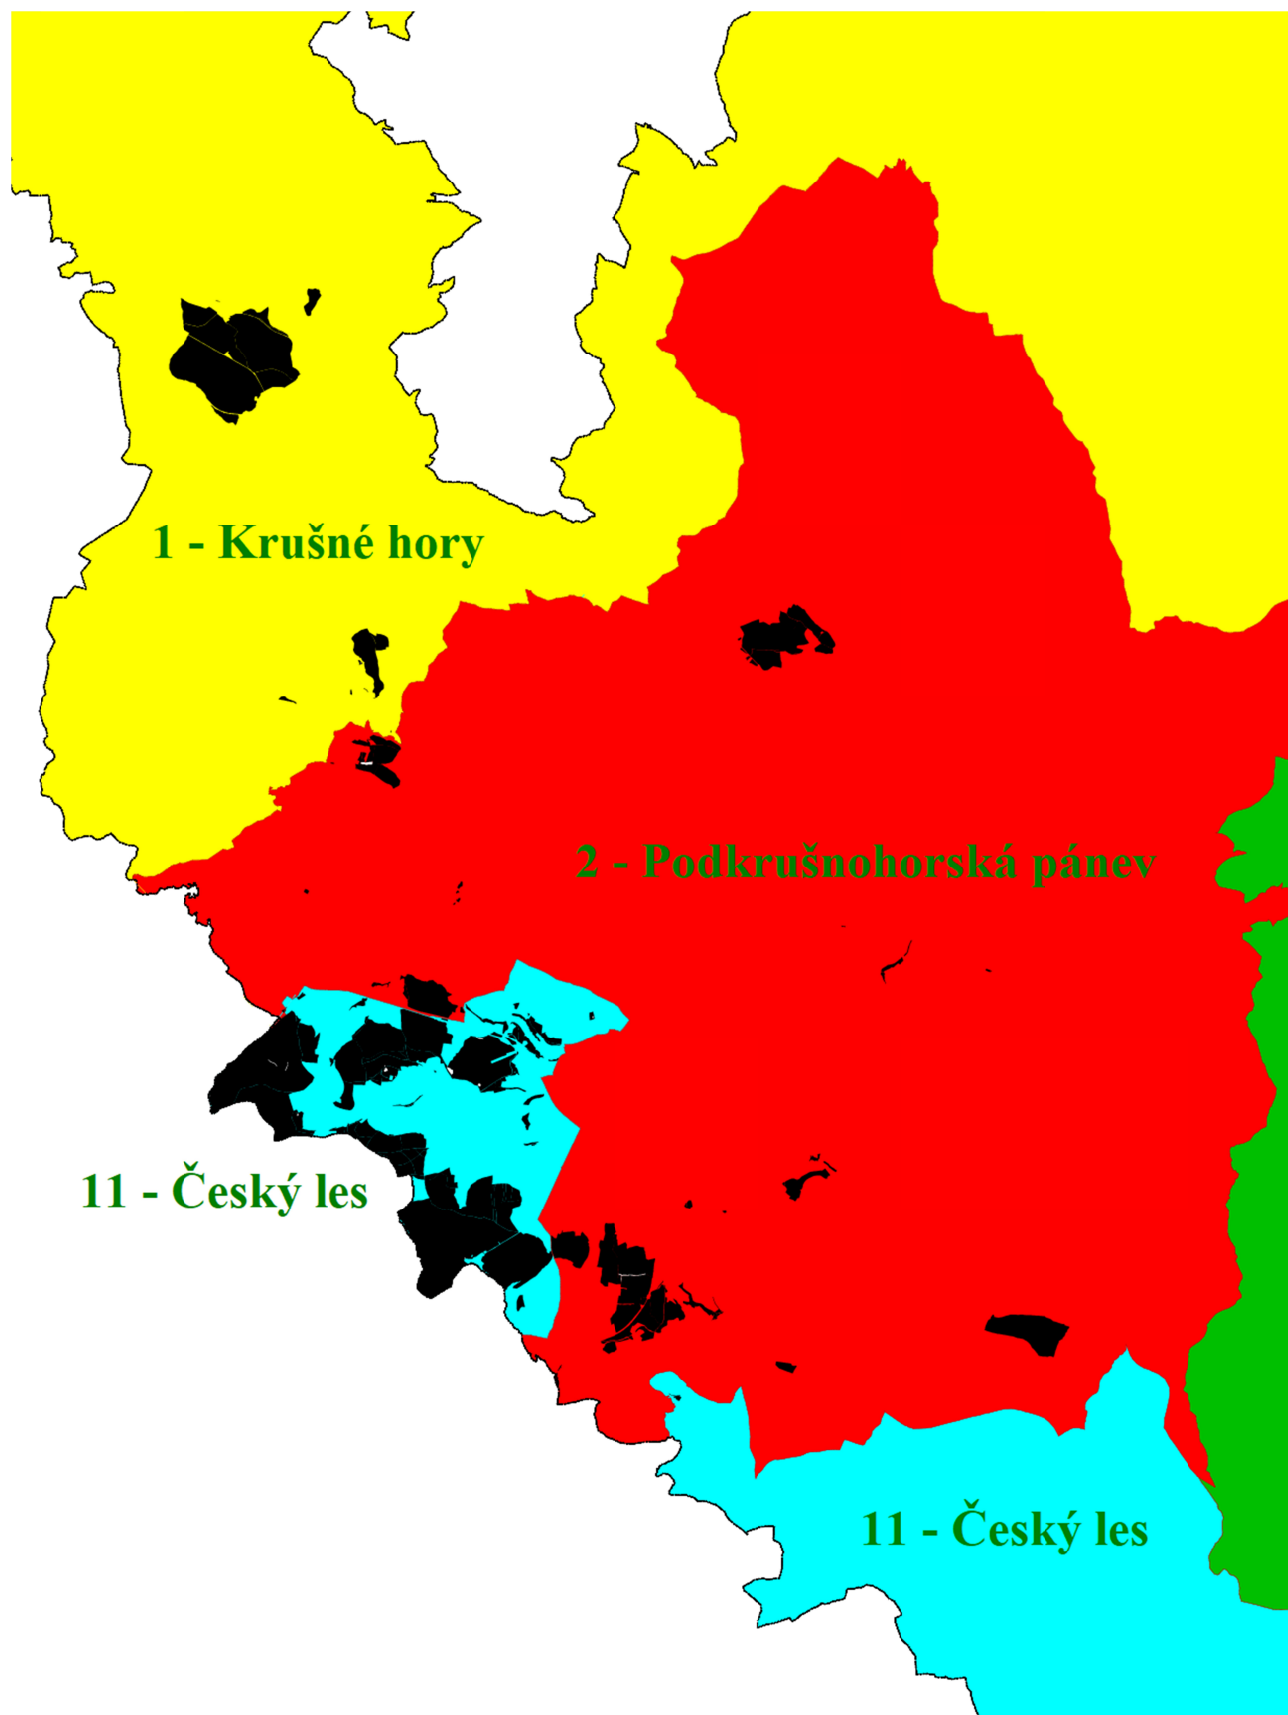 1 - Krušné hory
2 - Podkrušnohorská pánev
11 - Český les
11 - Český les